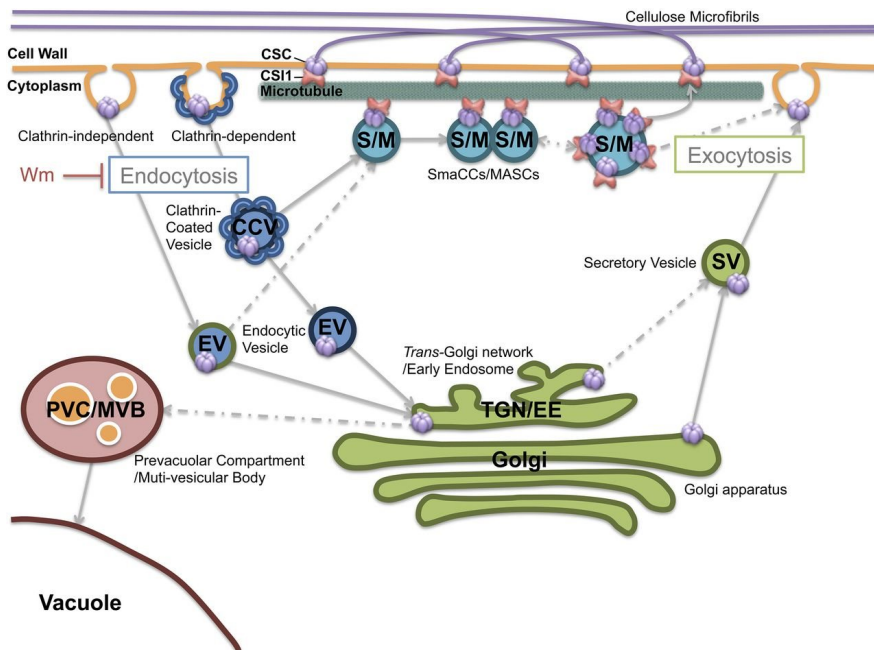 Cellulose Microfibrils
Cell Wall
CSC
CSI1
Cytoplasm
Microtubule
Clathrin-independent
Clathrin-dependent
S/M
S/M
S/M
S/M
SmaCCs/MASCs
Exocytosis
Wm
Endocytosis
Clathrin-
Coated
Vesicle
CCV
Secretory Vesicle
SV
EV
Endocytic
Vesicle
EV
Trans-Golgi network
/Early Endosome
PVC/MVB
TGN/EE
Prevacuolar Compartment
/Muti-vesicular Body
Golgi
Golgi apparatus
Vacuole